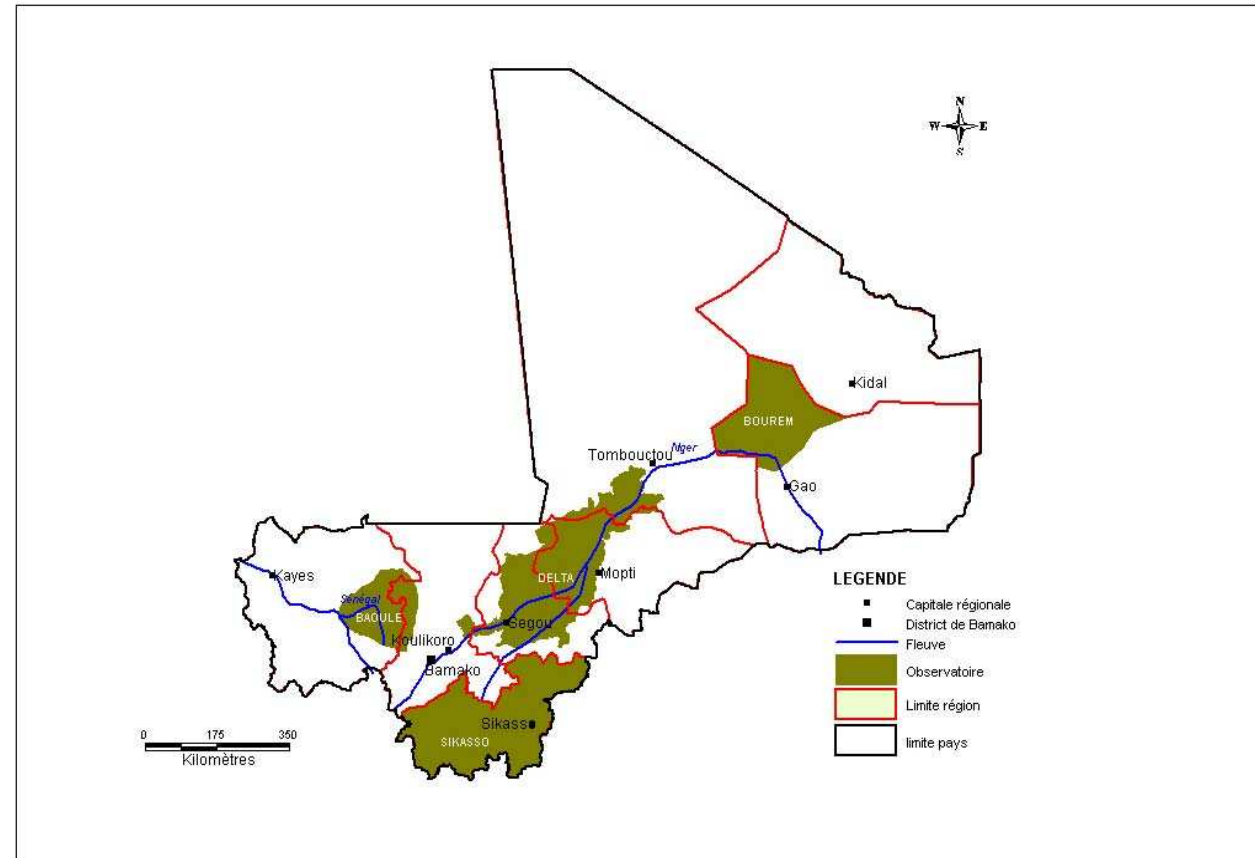 N
W E
S
Kidal
BOUREM
Niger
Tombouctou
Gao
Kayes
Mopti
DELTA
Sénégal
BAOULE
Segou
Koulikoro
Bamako
Sikass
SIKASSO
LEGENDE
Capitale régionale
District de Bamako
Fleuve
Observatoire
Limite région
limite pays
0 175 350
Kilomètres